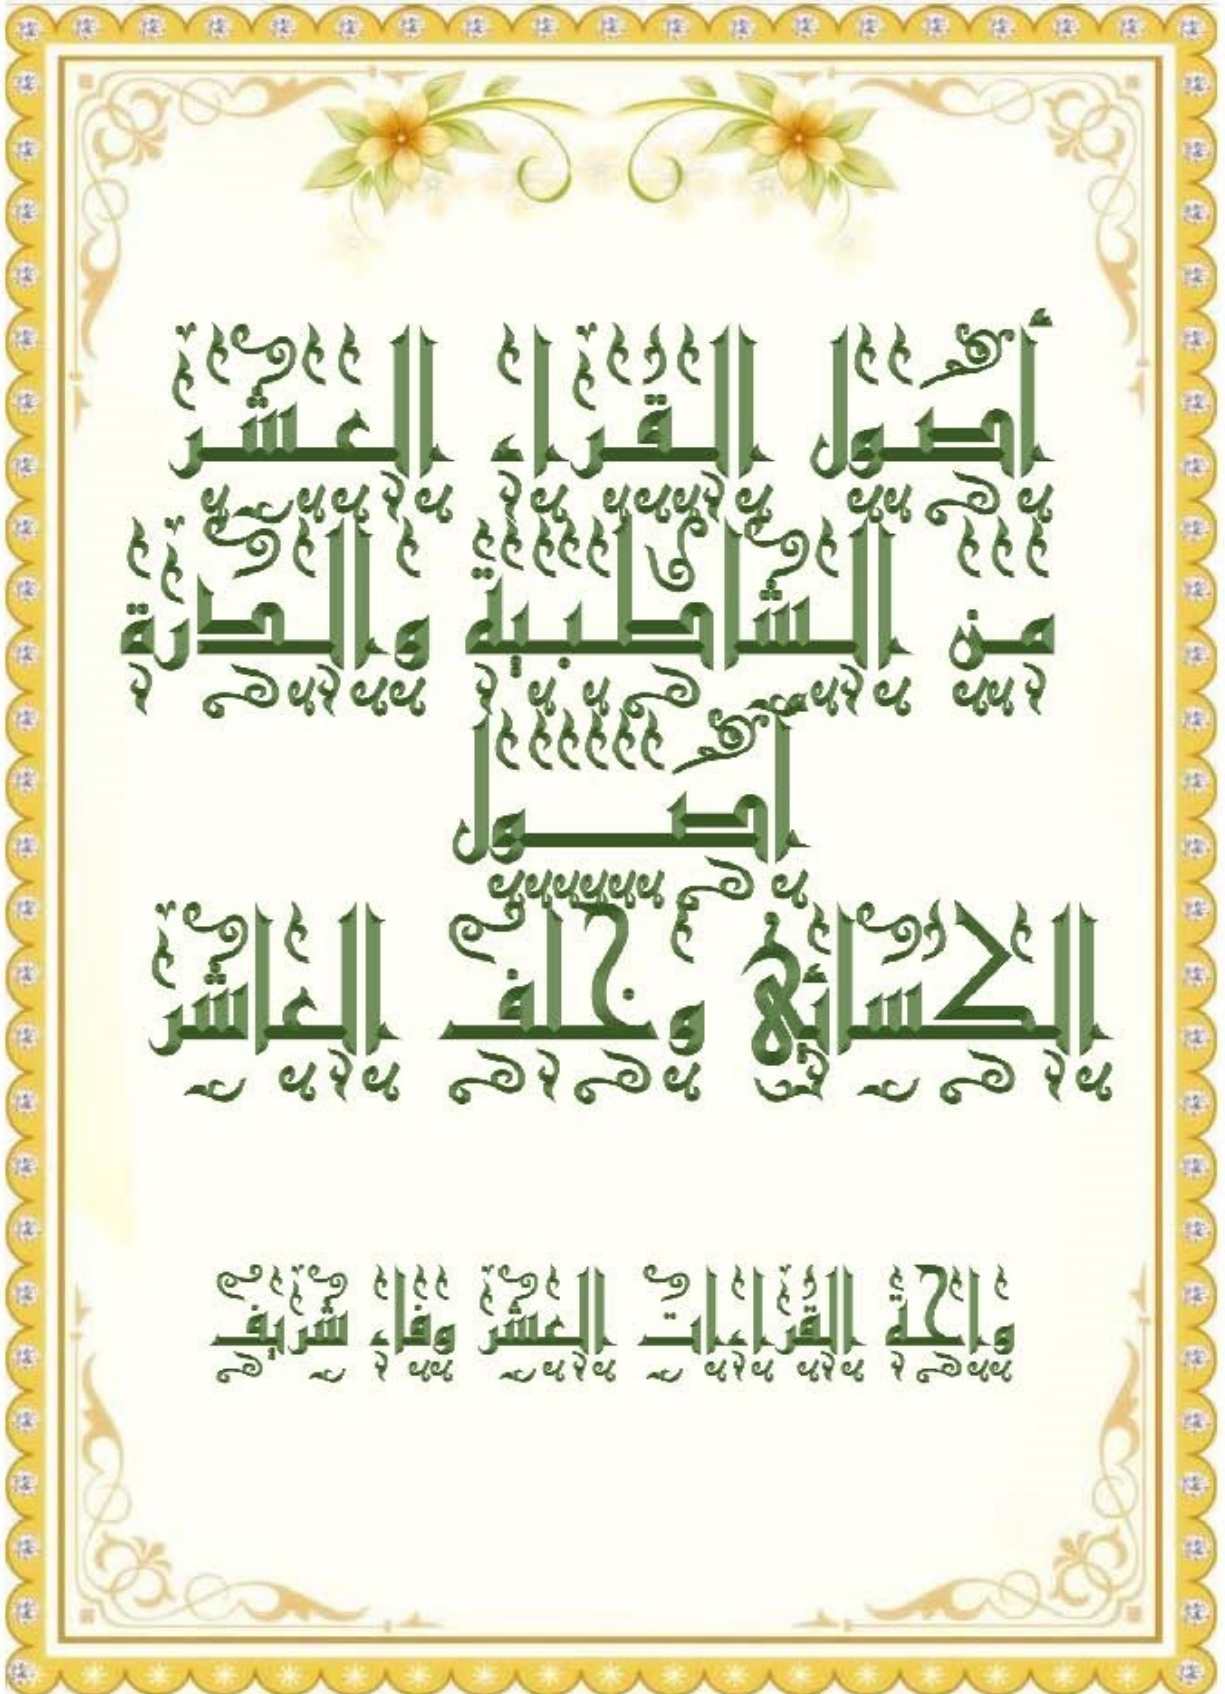 أصول القراء العشر
من الشاطبية والدرة
أصول
الكسائي وخلف العاشر
واحة القراءات العشر وفاء شريف